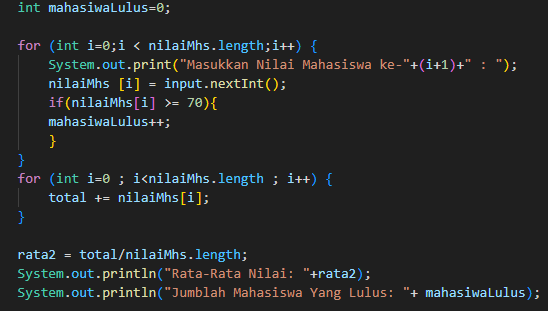 int mahasiwaLulus=0;
for (int i=0;i < nilaiMhs.length;i++) {
System.out.print("Masukkan Nilai Mahasiswa ke-"+(i+1)+" : ");
nilaiMhs [i] = input.nextInt();
if(nilaiMhs[i] >= 70){
mahasiwaLulus++;
}
}
for (int i=0 ; i<nilaiMhs.length ; i++) {
total += nilaiMhs[i];
}
rata2 = total/nilaiMhs.length;
System.out.println("Rata-Rata Nilai: "+rata2);
System.out.println("Jumblah Mahasiswa Yang Lulus: "+ mahasiwaLulus);